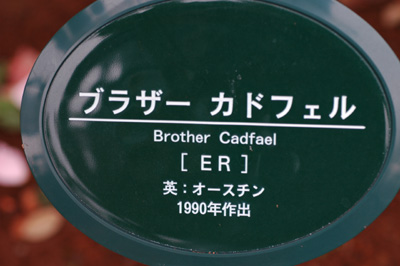 ブラザー カドフェル
Brother Cadfael
[ ER ]
英：オースチン
1990年作出